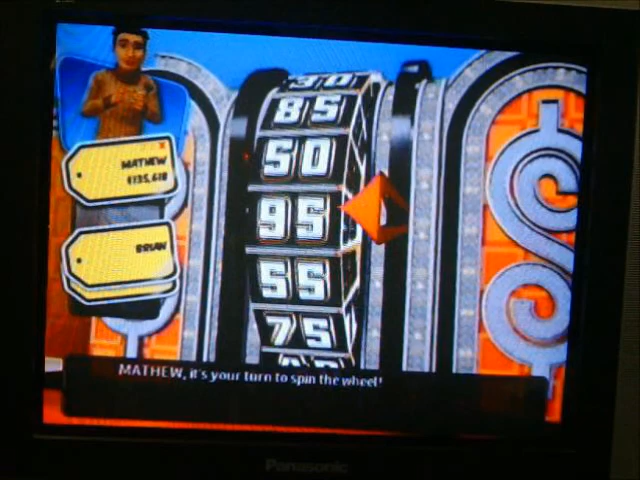 30
85
50
95
55
75
MATHEW
$135,618
BRIAN
MATHEW, it's your turn to spin the wheel!
Panasonic